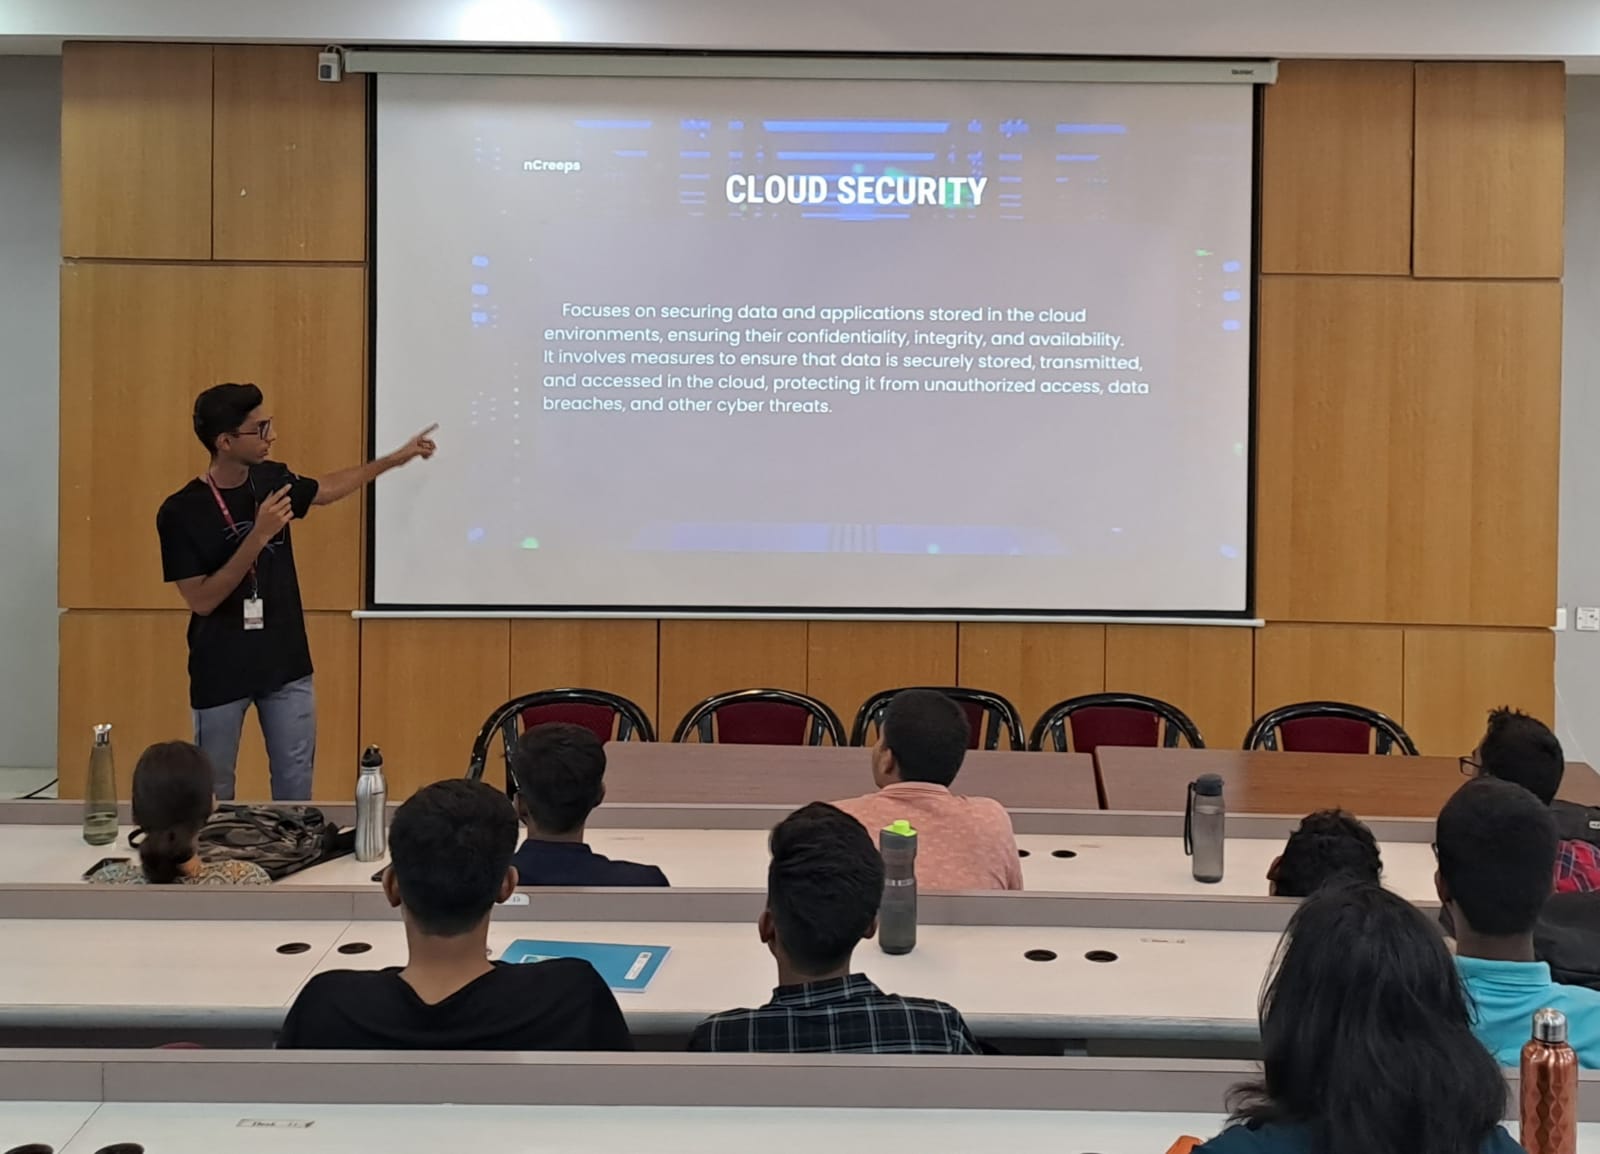 nCreeps
CLOUD SECURITY
Focuses on securing data and applications stored in the cloud
environments, ensuring their confidentiality, integrity, and availability.
It involves measures to ensure that data is securely stored, transmitted,
and accessed in the cloud, protecting it from unauthorized access, data
breaches, and other cyber threats.